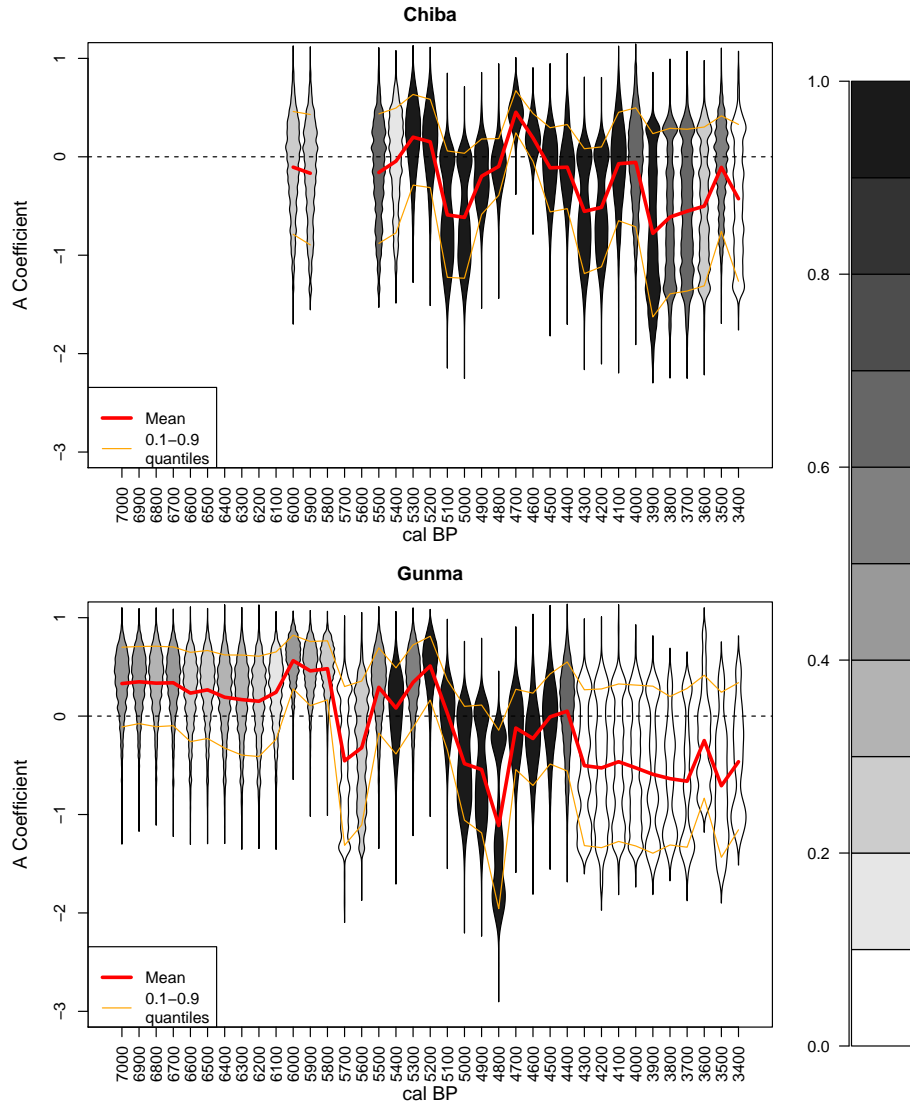 Chiba
A Coefficient
1
0
-1
-2
-3
Mean
0.1−0.9
quantiles
7000 6900 6800 6700 6600 6500 6400 6300 6200 6100 6000 5900 5800 5700 5600 5500 5400 5300 5200 5100 5000 4900 4800 4700 4600 4500 4400 4300 4200 4100 4000 3900 3800 3700 3600 3500 3400
cal BP
Gunma
A Coefficient
1
0
-1
-2
-3
Mean
0.1−0.9
quantiles
7000 6900 6800 6700 6600 6500 6400 6300 6200 6100 6000 5900 5800 5700 5600 5500 5400 5300 5200 5100 5000 4900 4800 4700 4600 4500 4400 4300 4200 4100 4000 3900 3800 3700 3600 3500 3400
cal BP
1.0
0.8
0.6
0.4
0.2
0.0